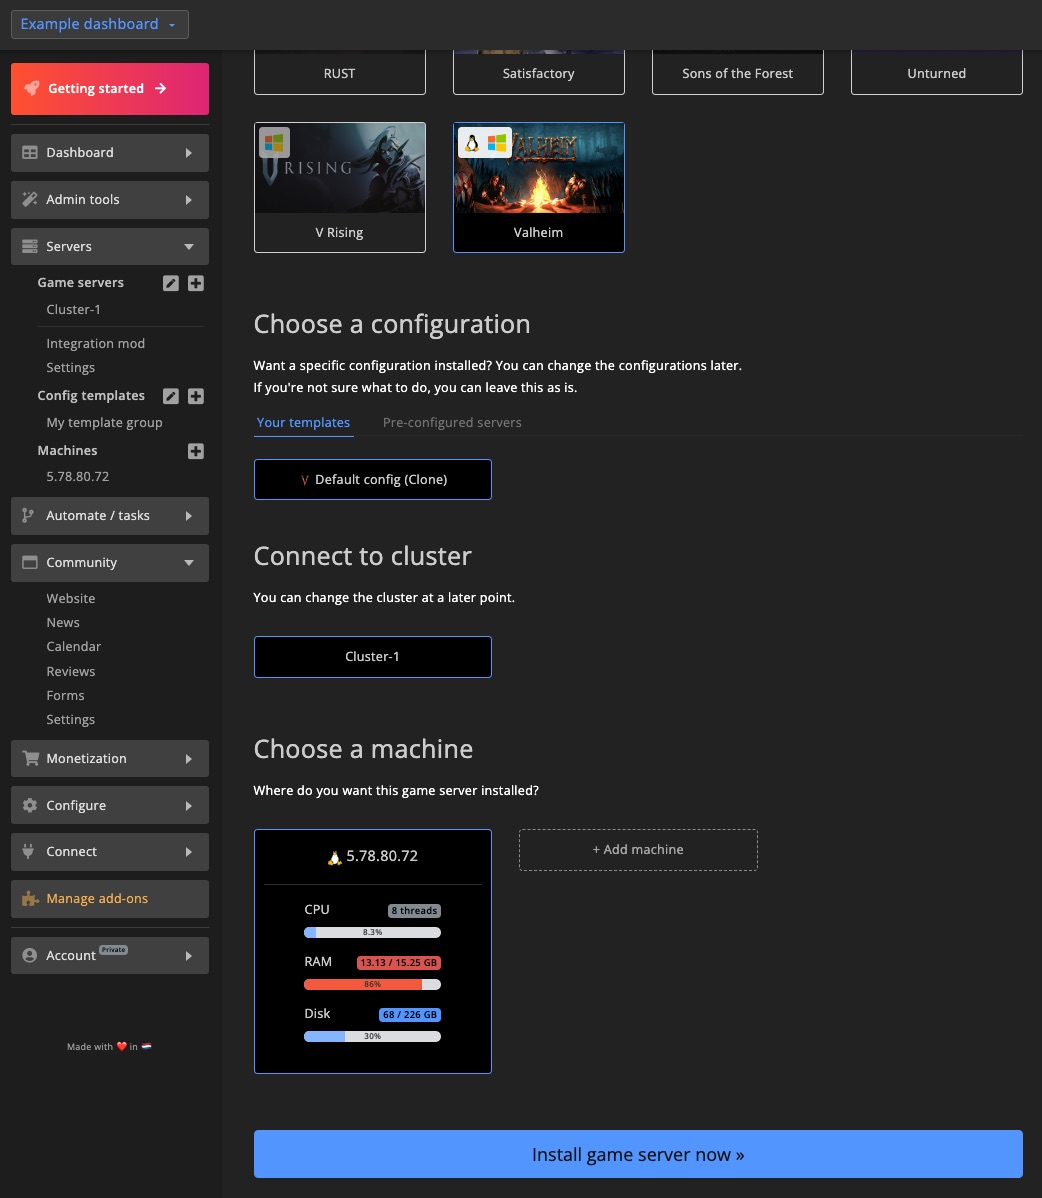 Example dashboard
Getting started
Dashboard
Admin tools
Servers
Game servers
Cluster-1
Integration mod
Settings
Config templates
My template group
Machines
5.78.80.72
Automate / tasks
Community
Website
News
Calendar
Reviews
Forms
Settings
Monetization
Configure
Connect
Manage add-ons
Account Private
Made with ❤️ in 🇳🇱
RUST
Satisfactory
Sons of the Forest
Unturned
V RISING
V Rising
VALHEIM
Valheim
Choose a configuration
Want a specific configuration installed? You can change the configurations later.
If you're not sure what to do, you can leave this as is.
Your templates
Pre-configured servers
Default config (Clone)
Connect to cluster
You can change the cluster at a later point.
Cluster-1
Choose a machine
Where do you want this game server installed?
5.78.80.72
CPU 8 threads
8.3%
RAM 13.13 / 15.25 GB
86%
Disk 68 / 226 GB
30%
+ Add machine
Install game server now »